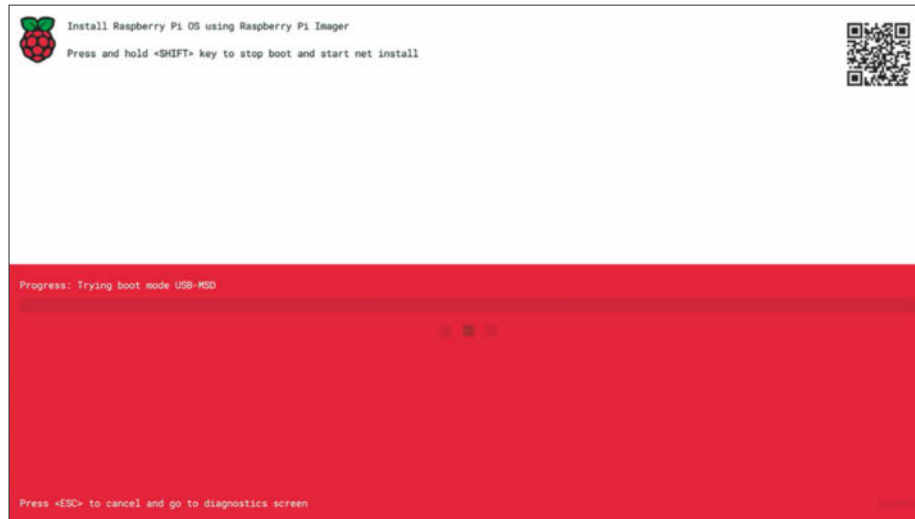 Install Raspberry Pi OS using Raspberry Pi Imager
Press and hold <SHIFT> key to stop boot and start net install
Progress: Trying boot mode USB-MSD
Press <ESC> to cancel and go to diagnostics screen